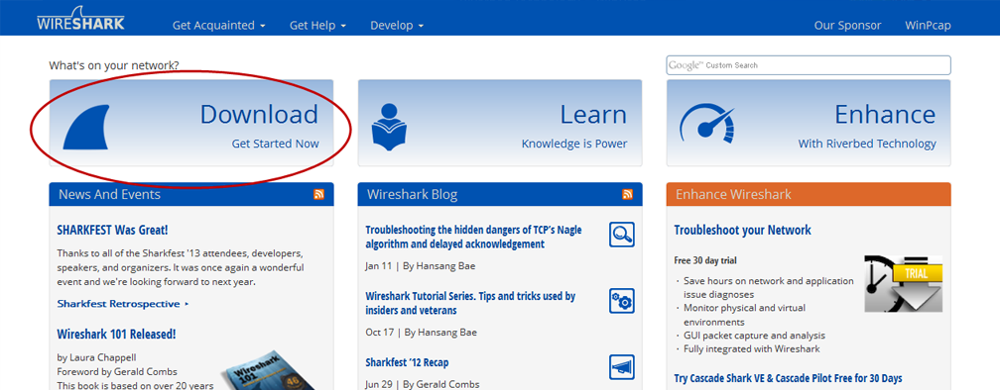 WIRESHARK
Get Acquainted
Get Help
Develop
Our Sponsor
WinPcap
What's on your network?
Google™ Custom Search
Download
Get Started Now
Learn
Knowledge is Power
Enhance
With Riverbed Technology
News And Events
SHARKFEST Was Great!
Thanks to all of the Sharkfest '13 attendees, developers,
speakers, and organizers. It was once again a wonderful
event and we're looking forward to next year.
Sharkfest Retrospective ▸
Wireshark 101 Released!
by Laura Chappell
Foreword by Gerald Combs
This book is based on over 20 years
Wireshark
101
46
Wireshark Blog
Troubleshooting the hidden dangers of TCP's Nagle
algorithm and delayed acknowledgement
Jan 11 | By Hansang Bae
Wireshark Tutorial Series. Tips and tricks used by
insiders and veterans
Oct 17 | By Hansang Bae
Sharkfest '12 Recap
Jun 29 | By Gerald Combs
Enhance Wireshark
Troubleshoot your Network
Free 30 day trial
· Save hours on network and application
issue diagnoses
· Monitor physical and virtual
environments
· GUI packet capture and analysis
· Fully integrated with Wireshark
TRIAL
Try Cascade Shark VE & Cascade Pilot Free for 30 Days